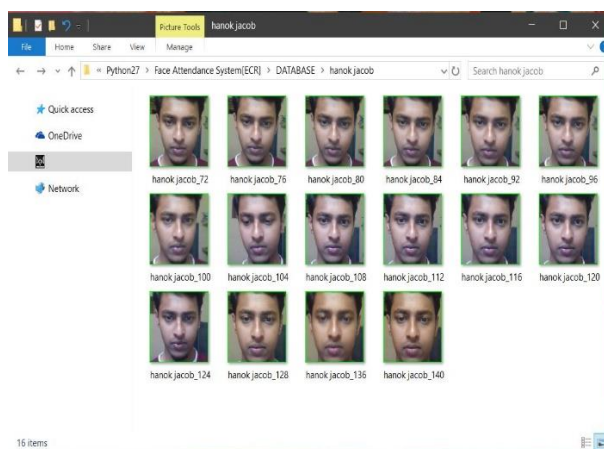 Picture Tools hanok jacob
File Home Share View Manage
« Python27 > Face Attendance System[ECR] > DATABASE > hanok jacob
Search hanok jacob
Quick access
OneDrive
Network
hanok jacob_72 hanok jacob_76 hanok jacob_80 hanok jacob_84 hanok jacob_92 hanok jacob_96
hanok jacob_100 hanok jacob_104 hanok jacob_108 hanok jacob_112 hanok jacob_116 hanok jacob_120
hanok jacob_124 hanok jacob_128 hanok jacob_136 hanok jacob_140
16 items